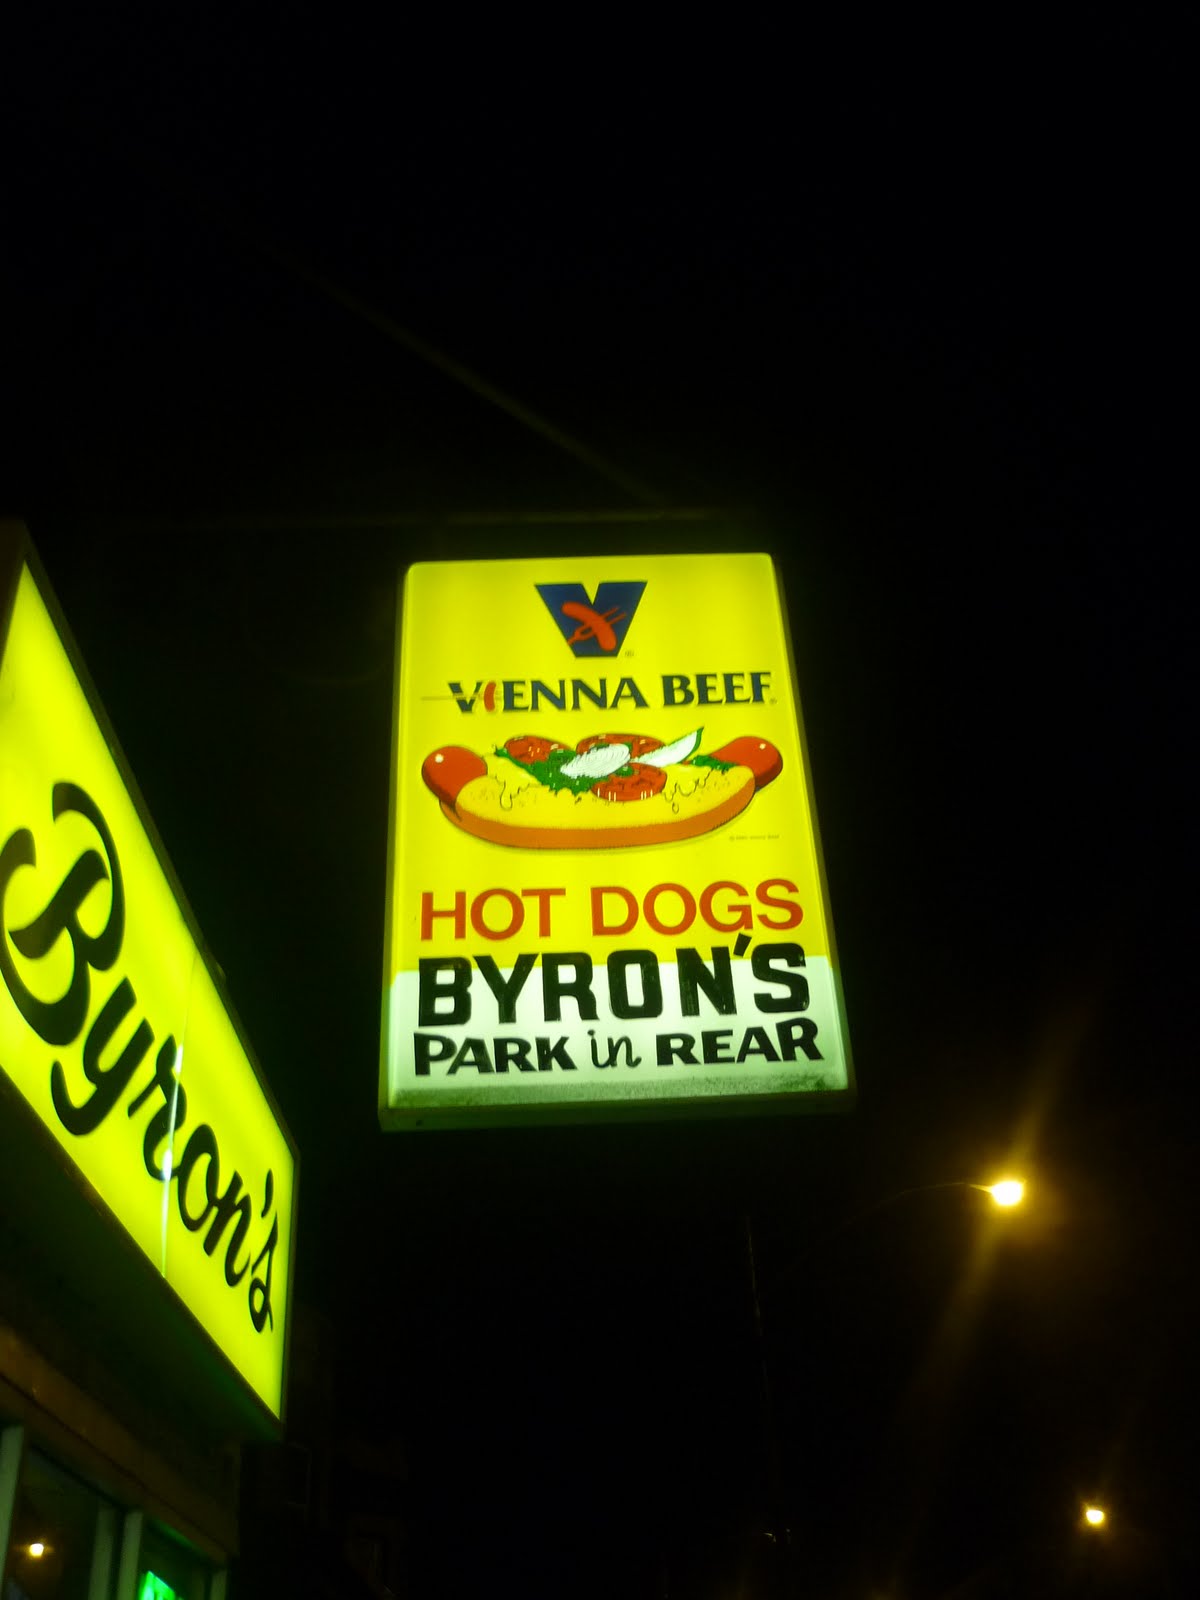 V
VIENNA BEEF
HOT DOGS
BYRON'S
PARK in REAR
Byron's